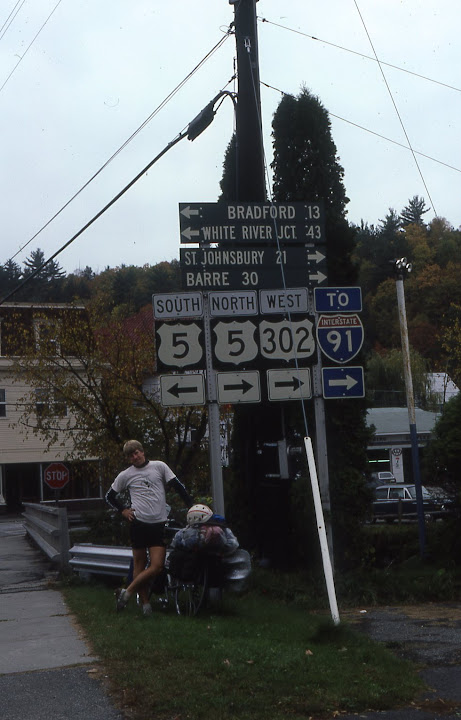 BRADFORD 13
WHITE RIVER JCT. 43
ST. JOHNSBURY 21
BARRE 30
SOUTH NORTH WEST TO
5 5 302 INTERSTATE 91
STOP